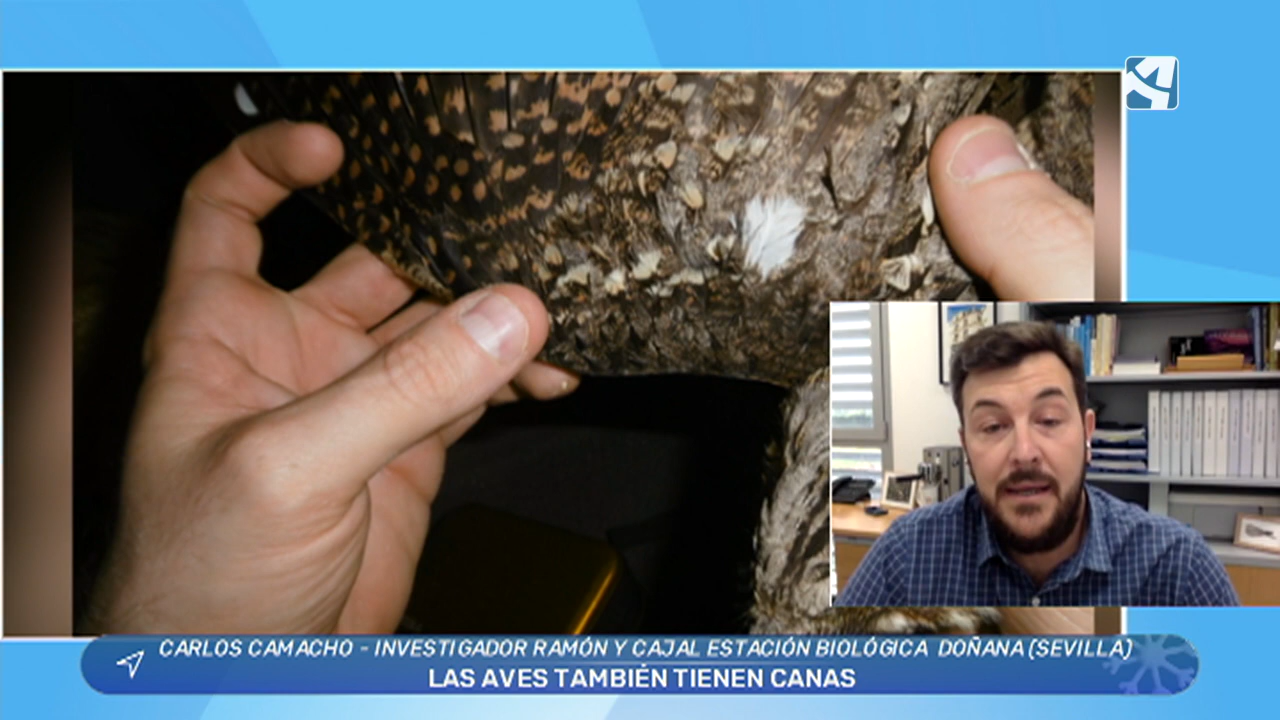 CARLOS CAMACHO - INVESTIGADOR RAMÓN Y CAJAL ESTACIÓN BIOLÓGICA DOÑANA (SEVILLA)
LAS AVES TAMBIÉN TIENEN CANAS